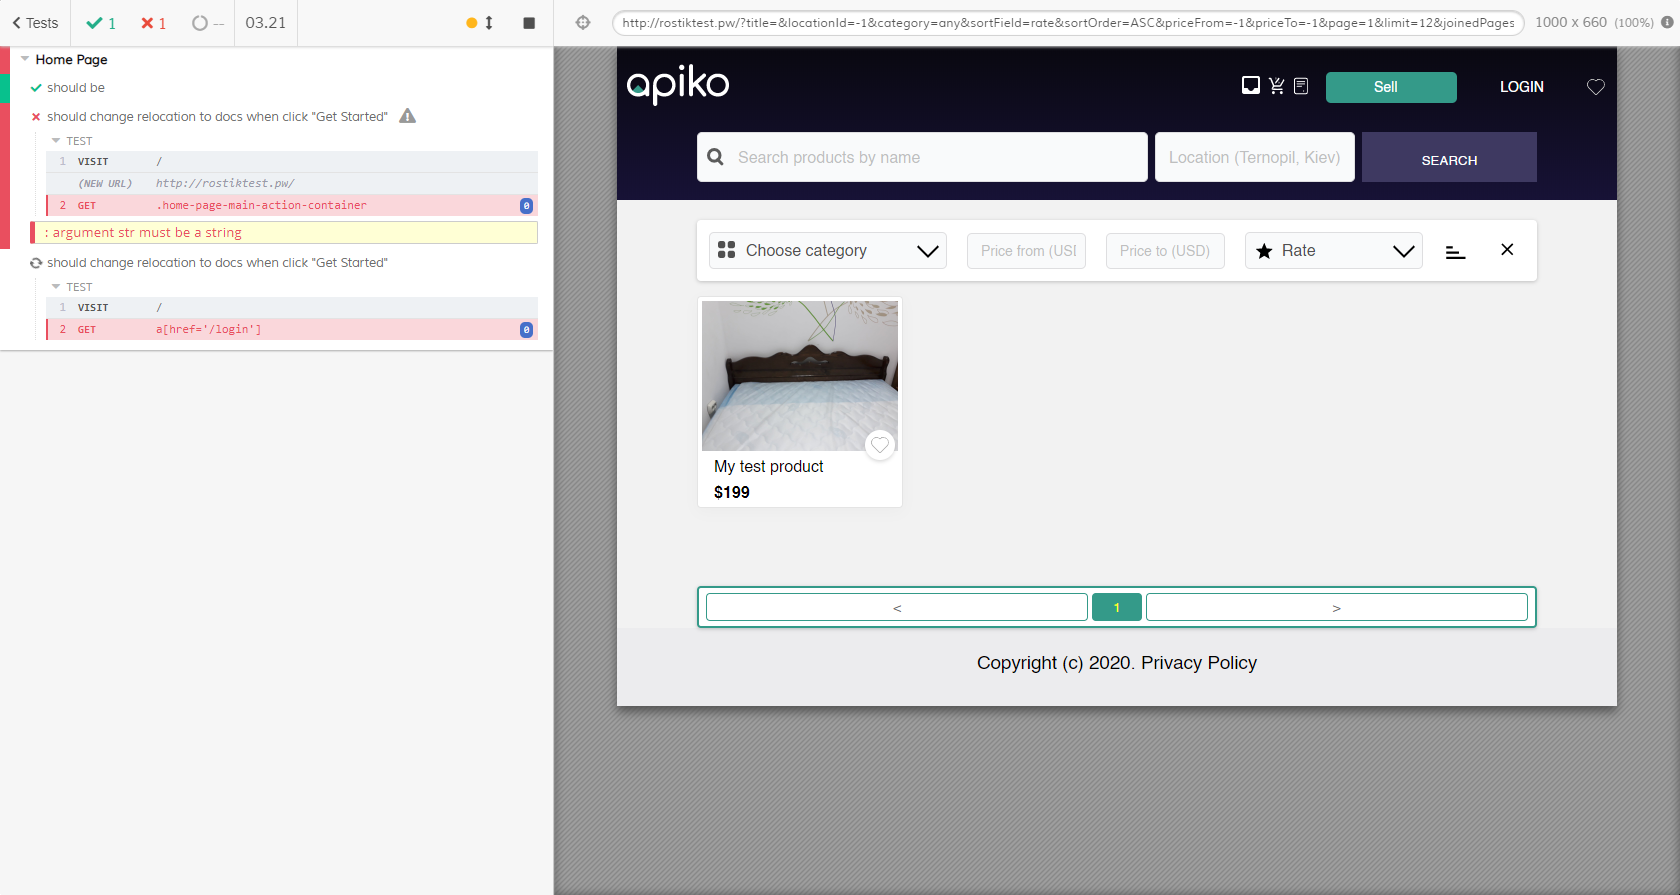 Tests 1 1 -- 03.21
http://rostiktest.pw/?title=&locationId=-1&category=any&sortField=rate&sortOrder=ASC&priceFrom=-1&priceTo=-1&page=1&limit=12&joinedPages 1000 x 660 (100%)
Home Page
should be
should change relocation to docs when click "Get Started"
TEST
1 VISIT /
(NEW URL) http://rostiktest.pw/
2 GET .home-page-main-action-container 0
: argument str must be a string
should change relocation to docs when click "Get Started"
TEST
1 VISIT /
2 GET a[href='/login'] 0
apiko
Sell
LOGIN
Search products by name
Location (Ternopil, Kiev)
SEARCH
Choose category
Price from (USI
Price to (USD)
Rate
My test product
$199
< 1 >
Copyright (c) 2020. Privacy Policy